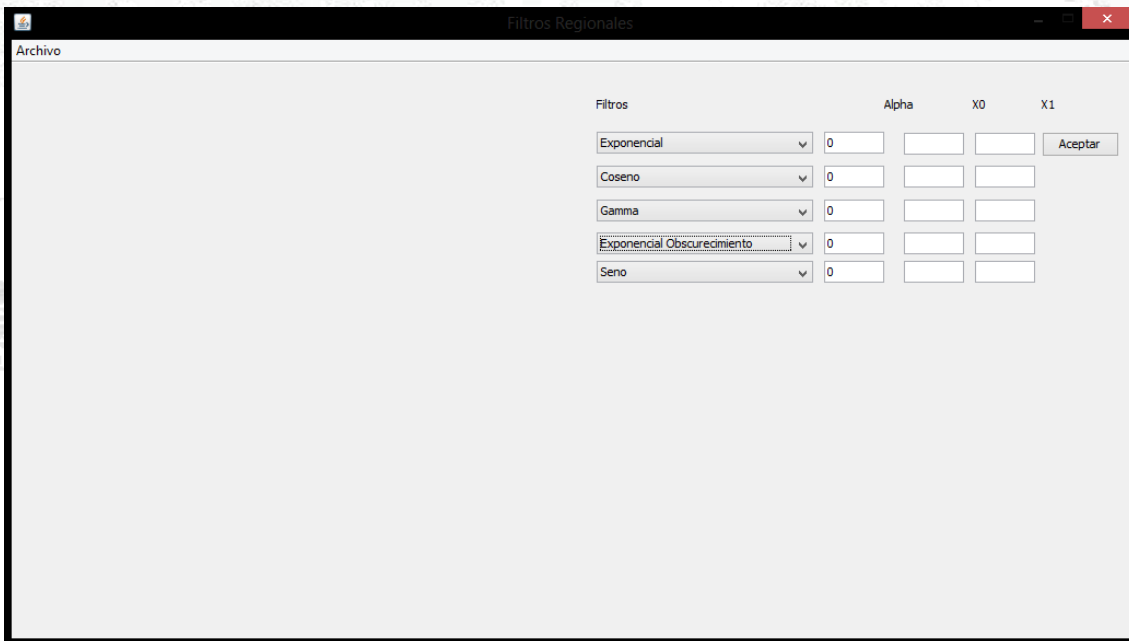 Filtros Regionales
Archivo
Filtros Alpha X0 X1
Exponencial 0 Aceptar
Coseno 0
Gamma 0
Exponencial Obscurecimiento 0
Seno 0